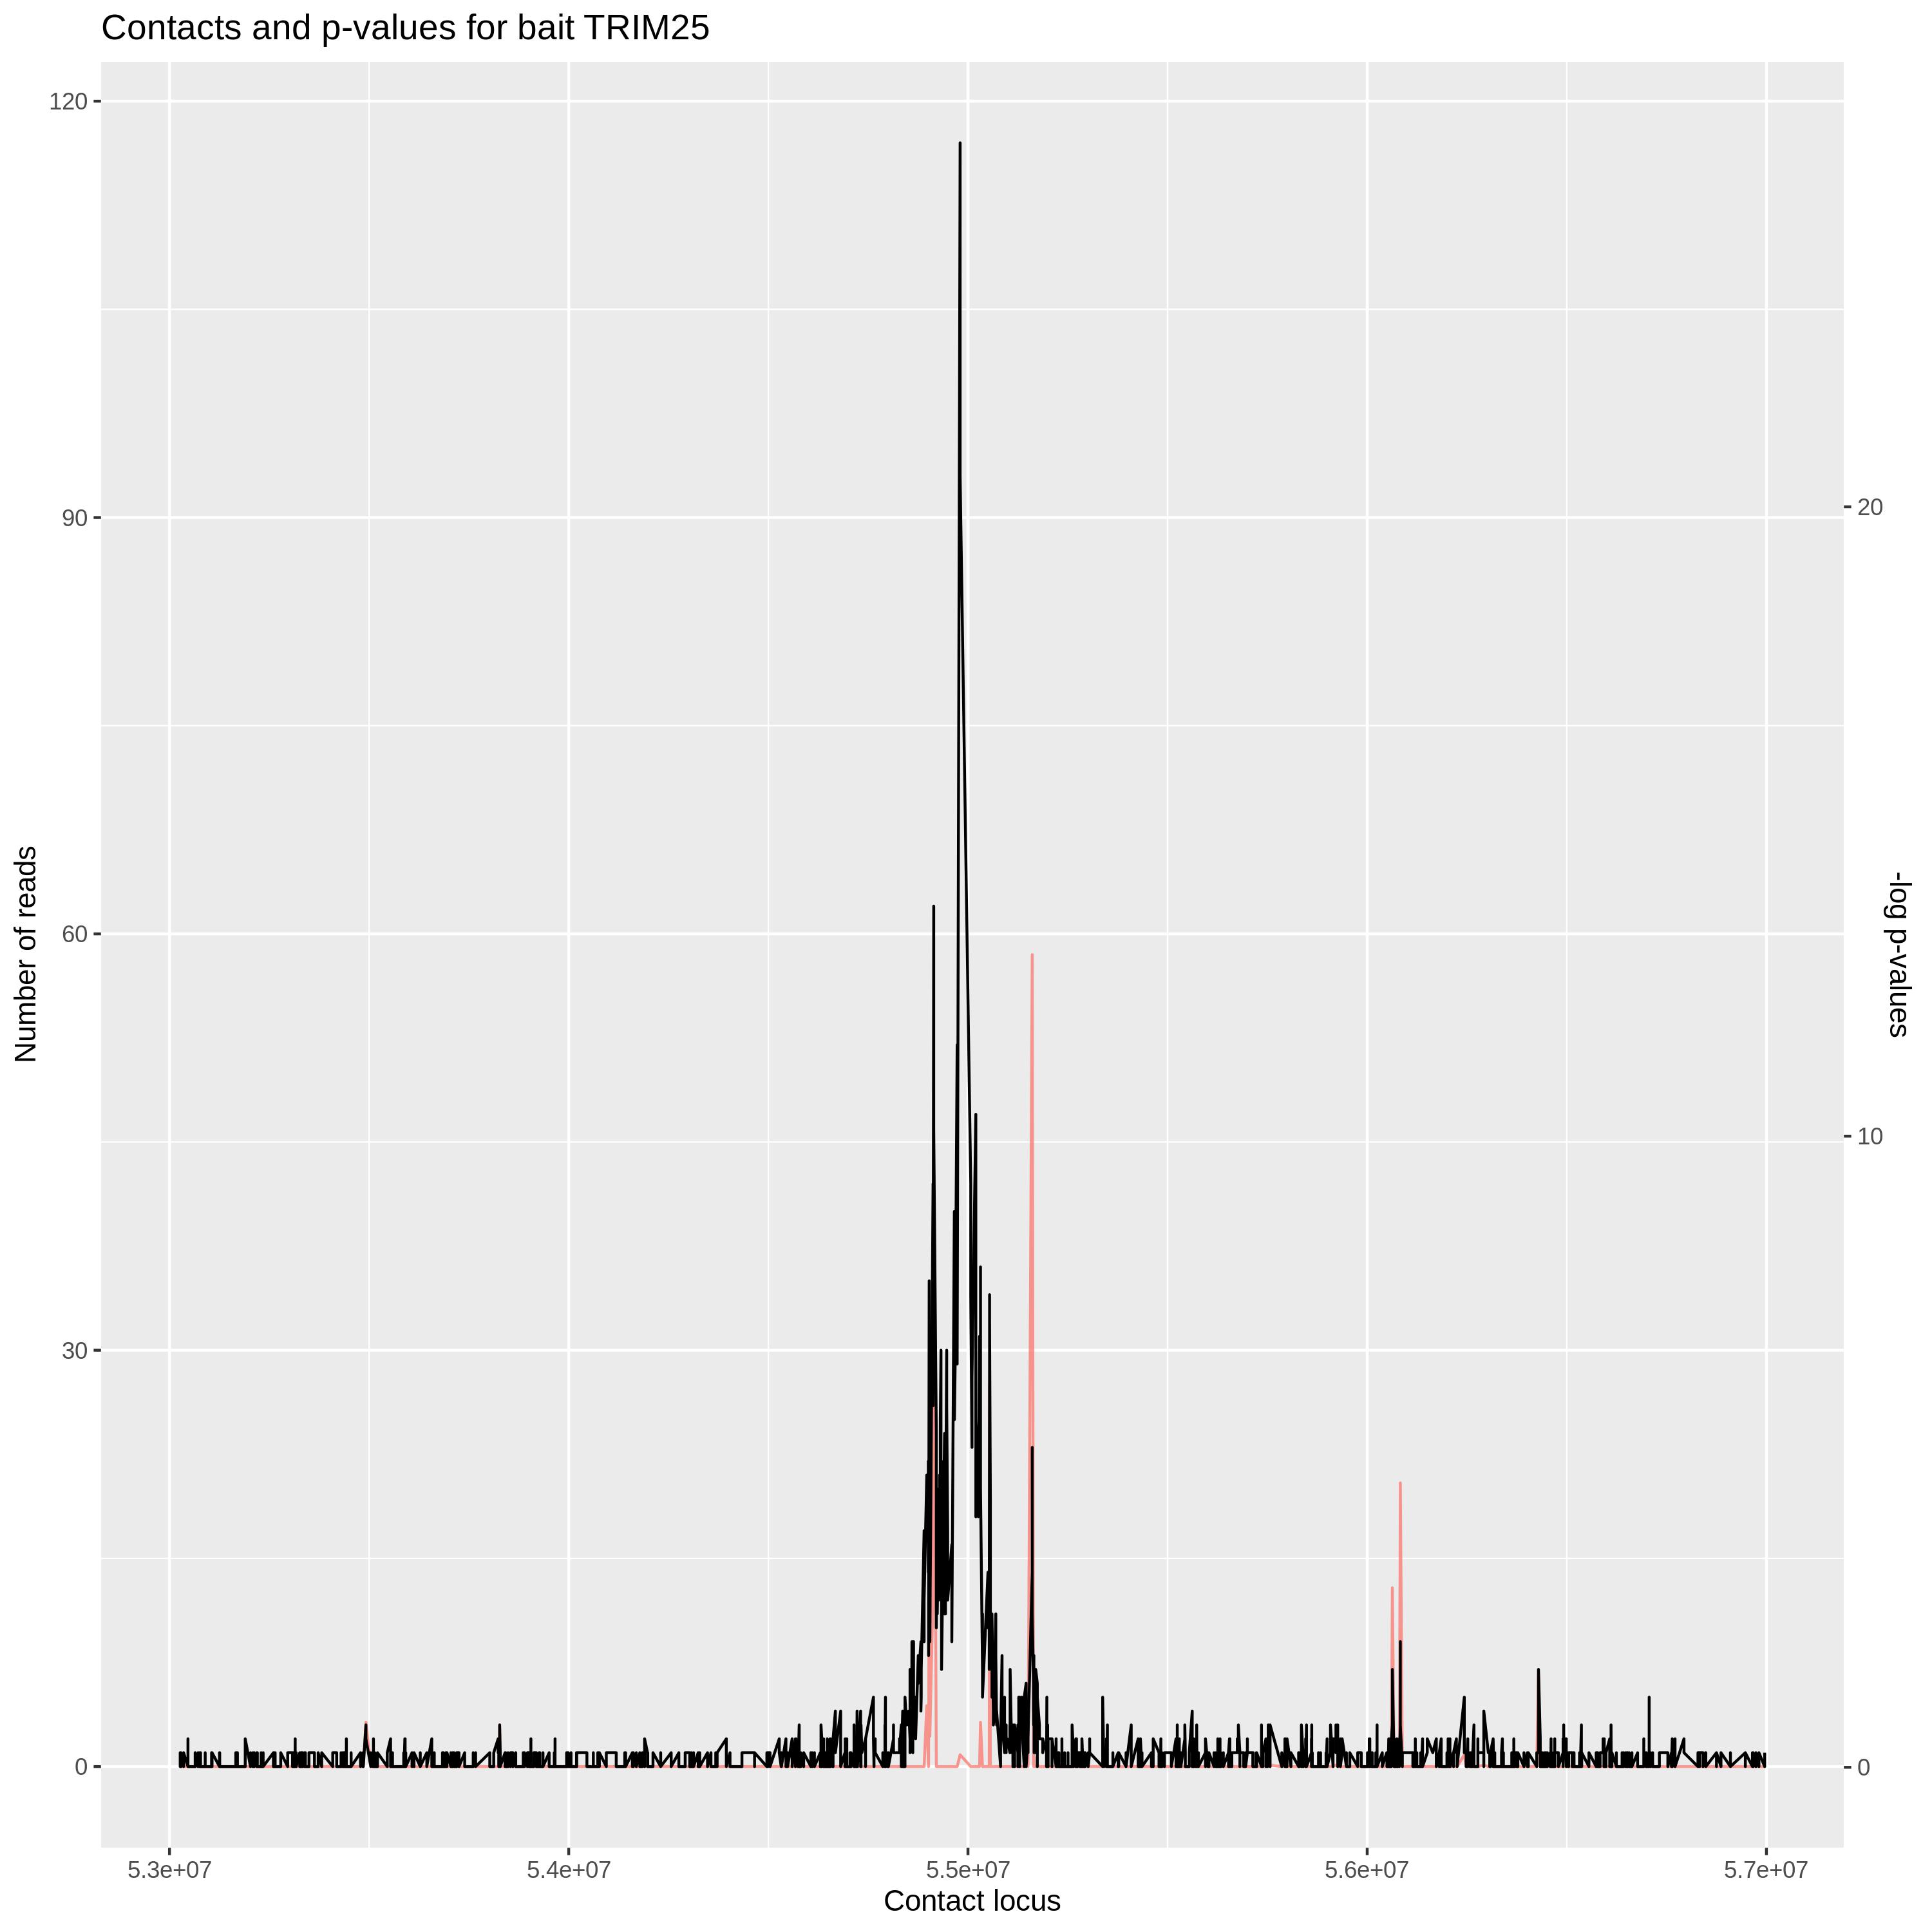 Contacts and p-values for bait TRIM25
120
90
60
30
0
Number of reads
20
10
0
-log p-values
5.3e+07
5.4e+07
5.5e+07
5.6e+07
5.7e+07
Contact locus